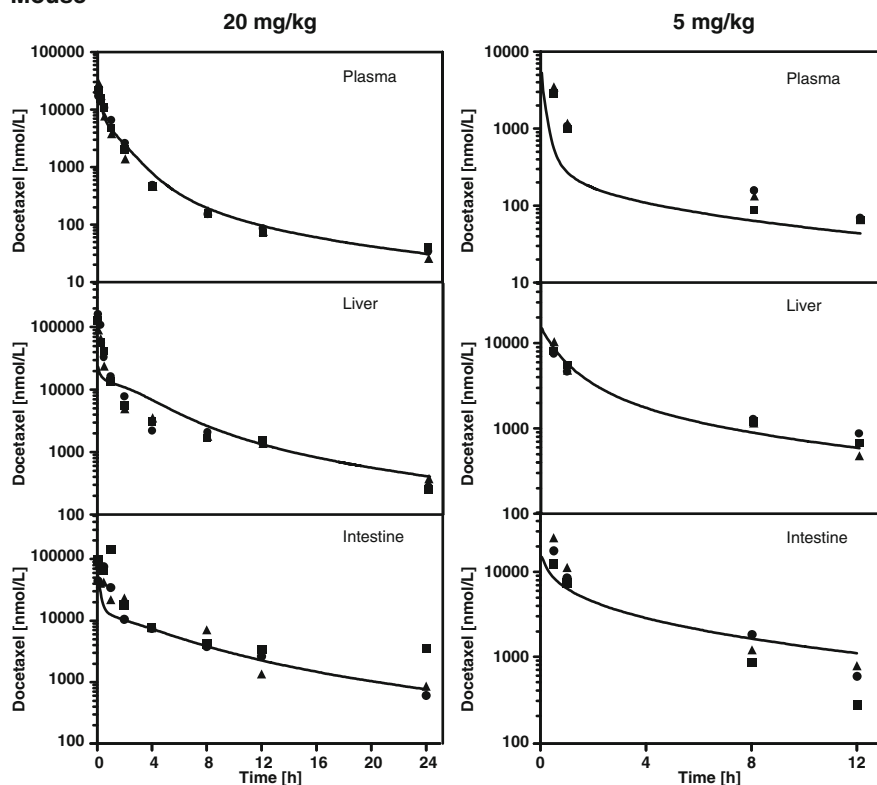 Mouse
20 mg/kg
5 mg/kg
Docetaxel [nmol/L]
100000
10000
1000
100
10
Plasma
Docetaxel [nmol/L]
10000
1000
100
10
Plasma
Docetaxel [nmol/L]
100000
10000
1000
100
Liver
Docetaxel [nmol/L]
10000
1000
100
Liver
Docetaxel [nmol/L]
100000
10000
1000
100
Intestine
Docetaxel [nmol/L]
10000
1000
100
Intestine
0 4 8 12 16 20 24
Time [h]
0 4 8 12
Time [h]